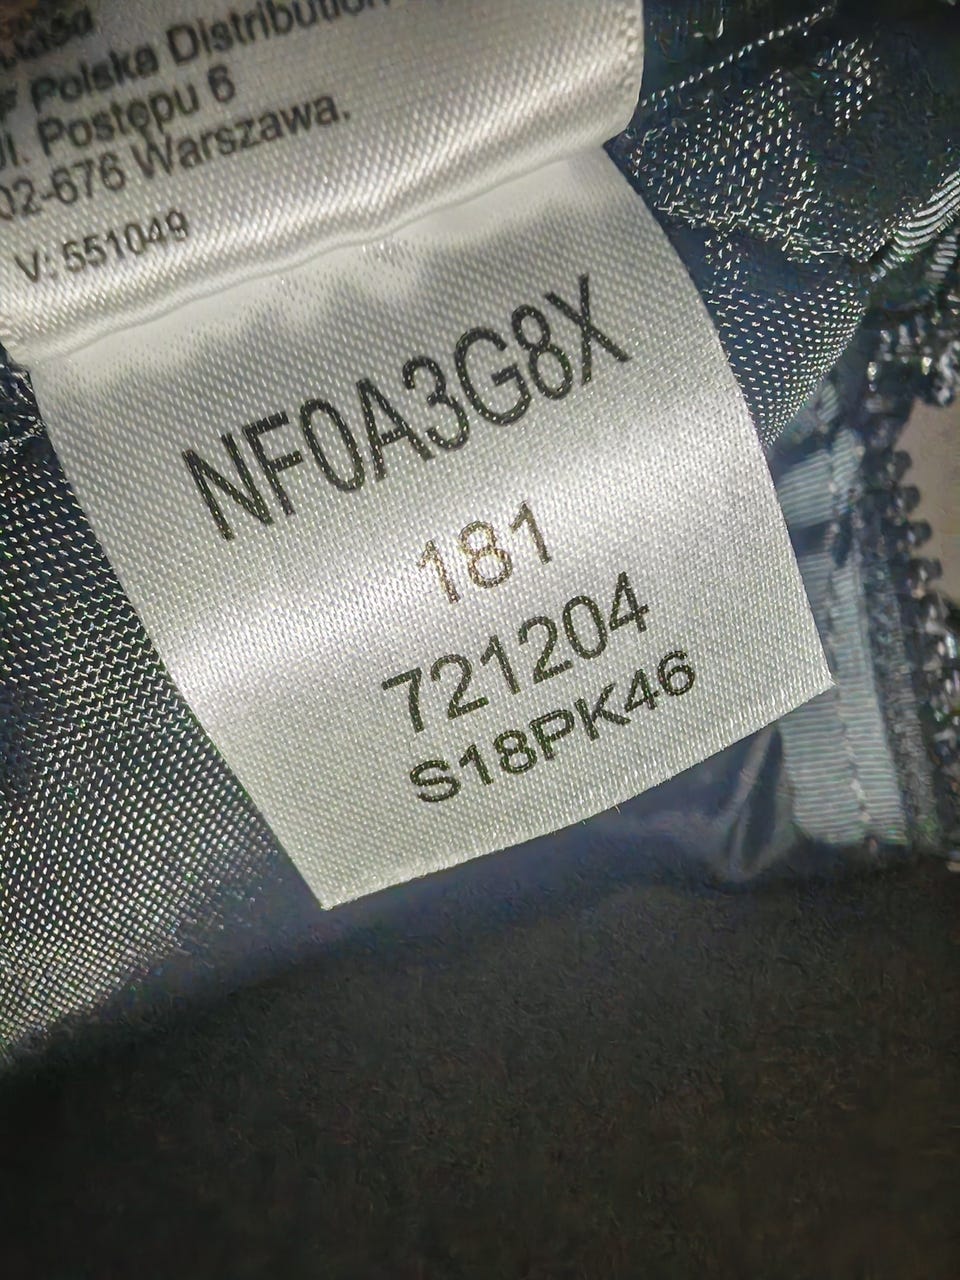 Polska Distribution
ul. Postępu 6
02-676 Warszawa.
V: 551049
NF0A3G8X
181
721204
S18PK46